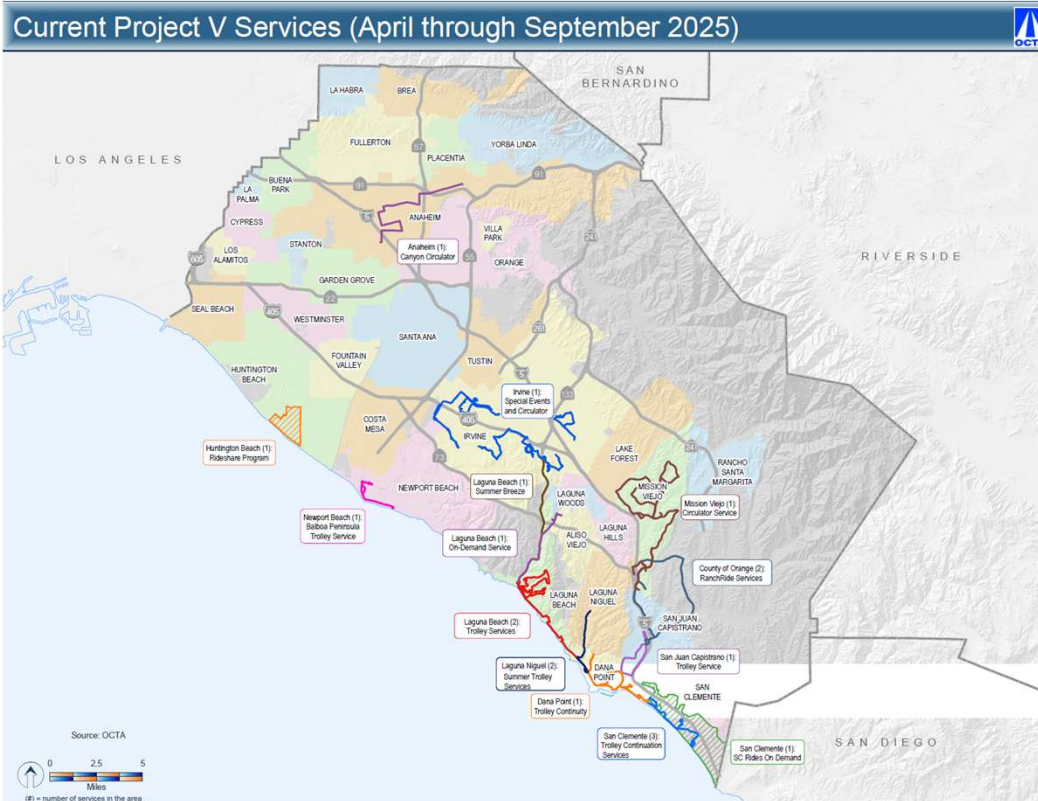 Current Project V Services (April through September 2025)
OCTA
SAN
BERNARDINO
LA HABRA
BREA
LOS ANGELES
FULLERTON
57
PLACENTIA
YORBA LINDA
BUENA
PARK
91
91
LA
PALMA
5
ANAHEIM
CYPRESS
VILLA
PARK
241
Anaheim (1):
Canyon Circulator
STANTON
55
ORANGE
RIVERSIDE
LOS
ALAMITOS
605
GARDEN GROVE
22
SEAL BEACH
405
WESTMINSTER
SANTA ANA
261
FOUNTAIN
VALLEY
TUSTIN
HUNTINGTON
BEACH
5
133
Irvine (1):
Special Events
and Circulator
COSTA
MESA
405
IRVINE
LAKE
FOREST
241
Huntington Beach (1):
Rideshare Program
73
RANCHO
SANTA
MARGARITA
NEWPORT BEACH
Laguna Beach (1):
Summer Breeze
LAGUNA
WOODS
MISSION
VIEJO
Mission Viejo (1):
Circulator Service
Newport Beach (1):
Balboa Peninsula
Trolley Service
Laguna Beach (1):
On-Demand Service
ALISO
VIEJO
LAGUNA
HILLS
County of Orange (2):
RanchRide Services
LAGUNA
BEACH
LAGUNA
NIGUEL
Laguna Beach (2):
Trolley Services
5
SAN JUAN
CAPISTRANO
Laguna Niguel (2):
Summer Trolley
Services
DANA
POINT
San Juan Capistrano (1):
Trolley Service
SAN
CLEMENTE
Dana Point (1):
Trolley Continuity
San Clemente (3):
Trolley Continuation
Services
San Clemente (1):
SC Rides On Demand
SAN DIEGO
Source: OCTA
0 2.5 5
Miles
(#) = number of services in the area